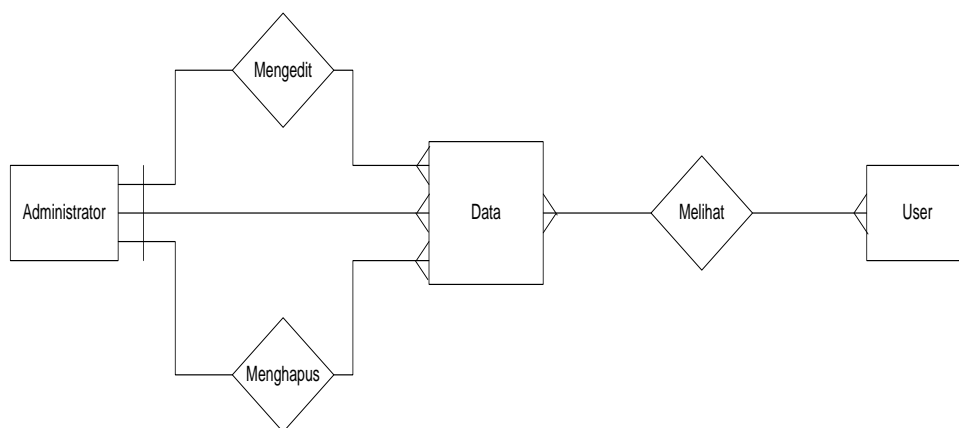 Mengedit
Administrator
Data
Melihat
User
Menghapus